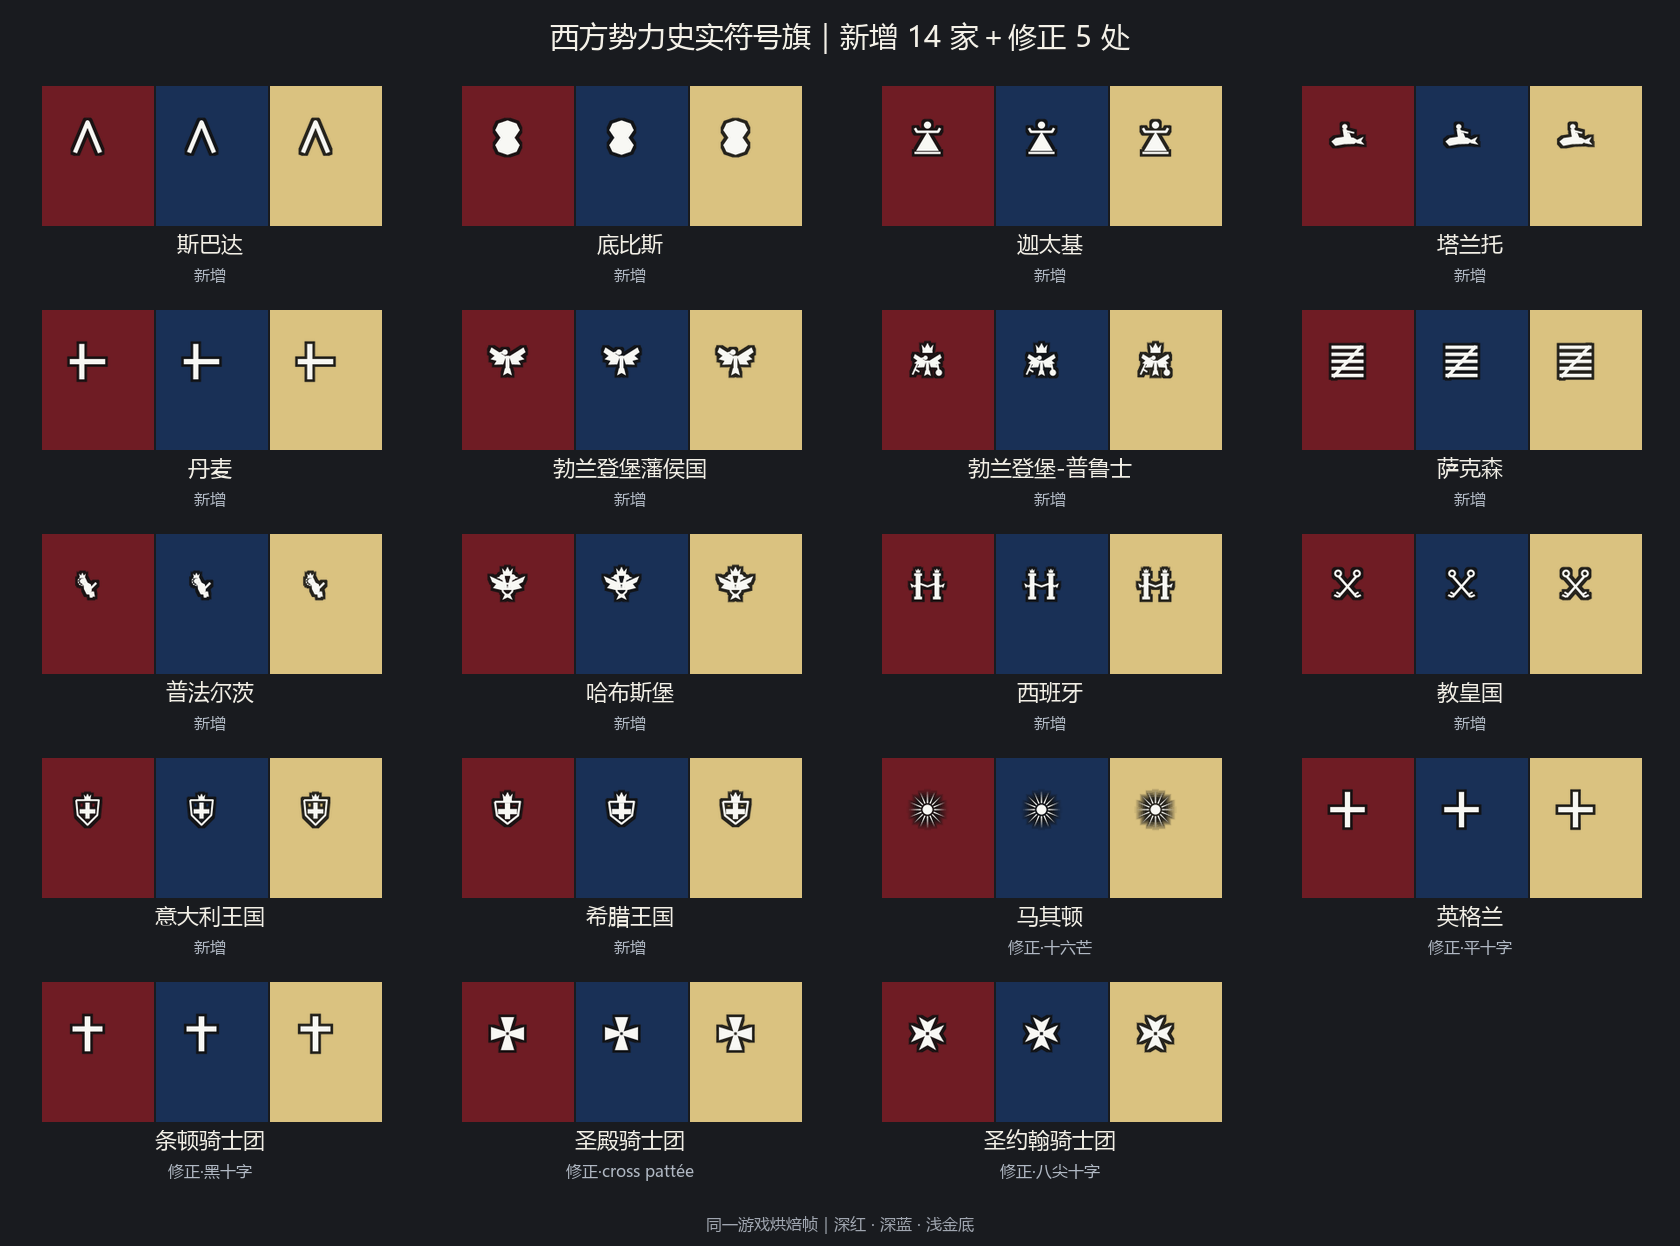 西方势力史实符号旗 | 新增 14 家 + 修正 5 处
斯巴达
新增
底比斯
新增
迦太基
新增
塔兰托
新增
丹麦
新增
勃兰登堡藩侯国
新增
勃兰登堡-普鲁士
新增
萨克森
新增
普法尔茨
新增
哈布斯堡
新增
西班牙
新增
教皇国
新增
意大利王国
新增
希腊王国
新增
马其顿
修正·十六芒
英格兰
修正·平十字
条顿骑士团
修正·黑十字
圣殿骑士团
修正·cross pattée
圣约翰骑士团
修正·八尖十字
同一游戏烘焙帧 | 深红 · 深蓝 · 浅金底